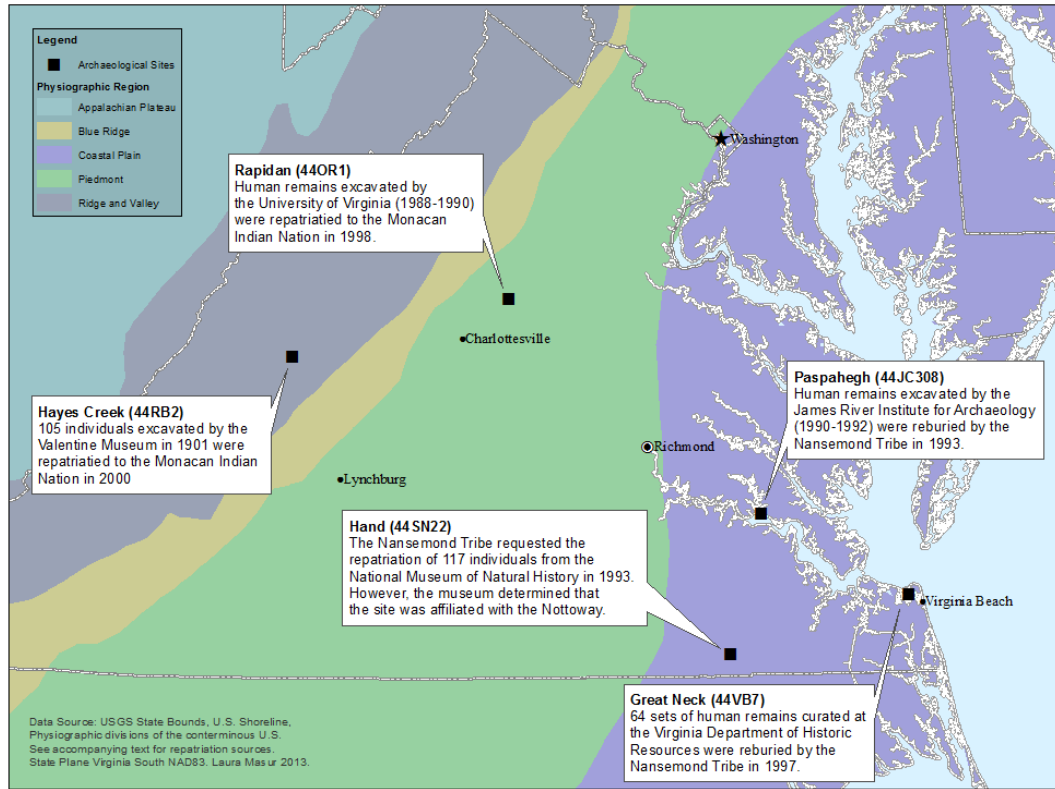 Legend
Archaeological Sites
Physiographic Region
Appalachian Plateau
Blue Ridge
Coastal Plain
Piedmont
Ridge and Valley
Washington
Rapidan (44OR1)
Human remains excavated by
the University of Virginia (1988-1990)
were repatriatied to the Monacan
Indian Nation in 1998.
Charlottesville
Hayes Creek (44RB2)
105 individuals excavated by the
Valentine Museum in 1901 were
repatriatied to the Monacan Indian
Nation in 2000
Paspahegh (44JC308)
Human remains excavated by the
James River Institute for Archaeology
(1990-1992) were reburied by the
Nansemond Tribe in 1993.
Richmond
Lynchburg
Hand (44SN22)
The Nansemond Tribe requested the
repatriation of 117 individuals from the
National Museum of Natural History in 1993.
However, the museum determined that
the site was affiliated with the Nottoway.
Virginia Beach
Great Neck (44VB7)
64 sets of human remains curated at
the Virginia Department of Historic
Resources were reburied by the
Nansemond Tribe in 1997.
Data Source: USGS State Bounds, U.S. Shoreline,
Physiographic divisions of the conterminous U.S.
See accompanying text for repatriation sources.
State Plane Virginia South NAD83. Laura Masur 2013.